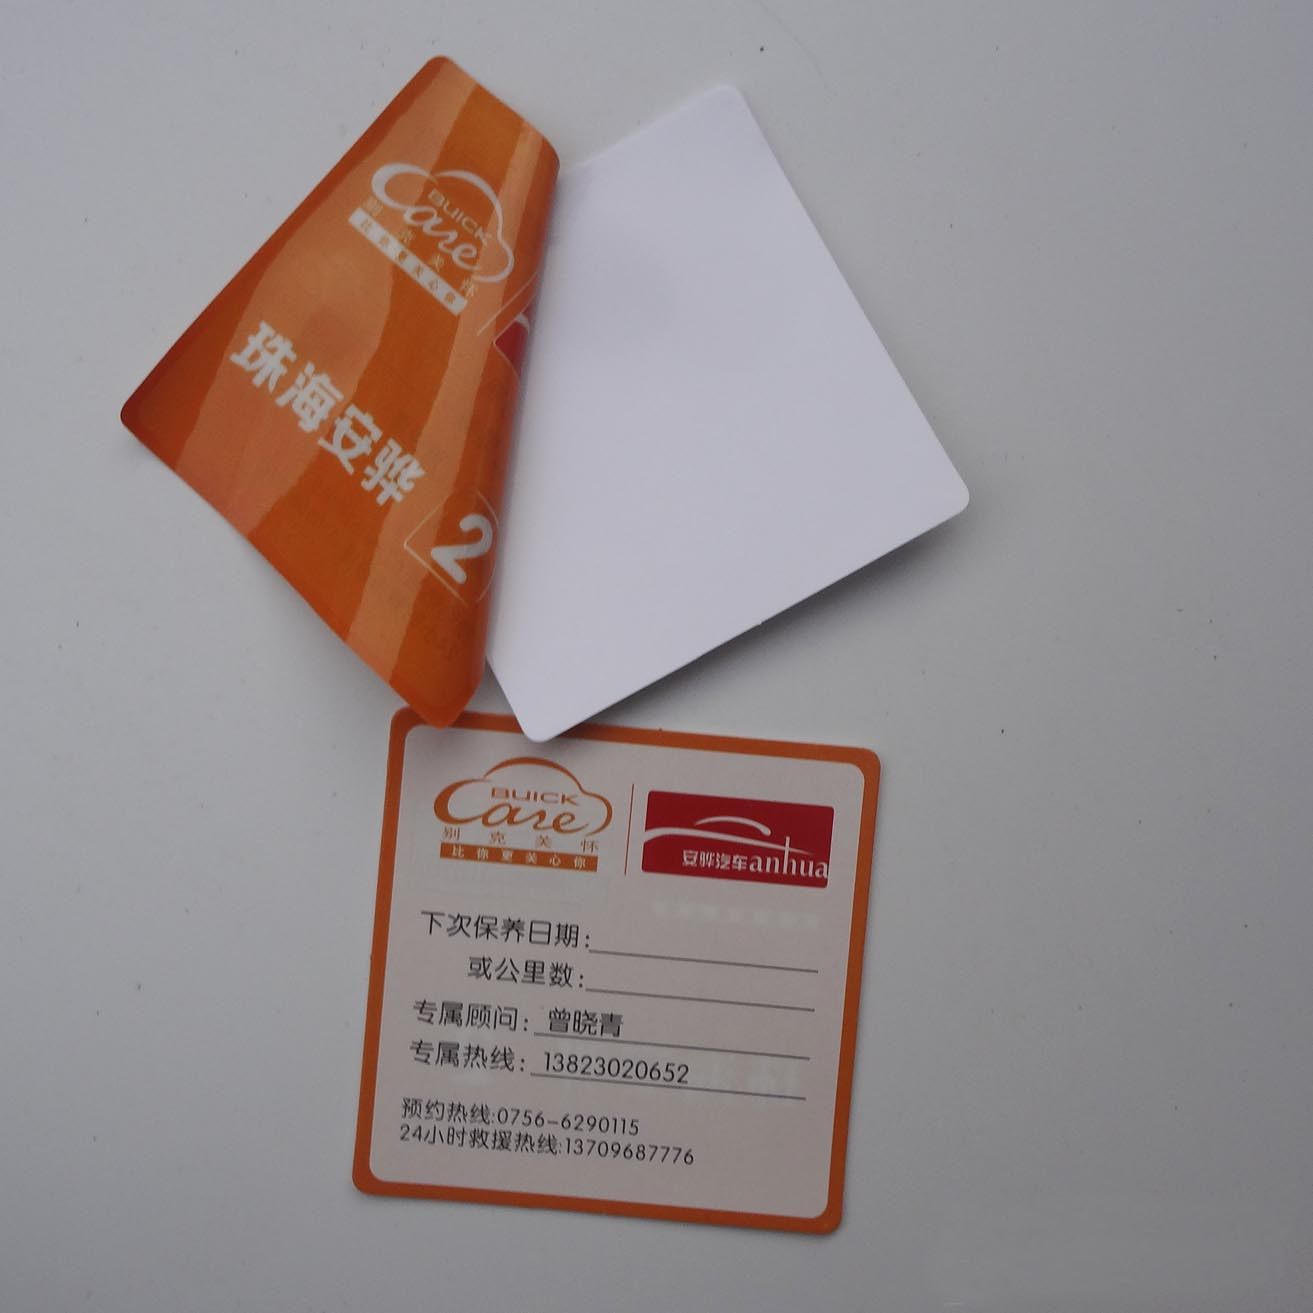 BUICK
Care
别克关怀
比你更关心你
珠海安骅
2
BUICK
Care
别克关怀
比你更关心你
安骅汽车anhua
下次保养日期:
或公里数:
专属顾问: 曾晓青
专属热线: 13823020652
预约热线:0756-6290115
24小时救援热线:13709687776